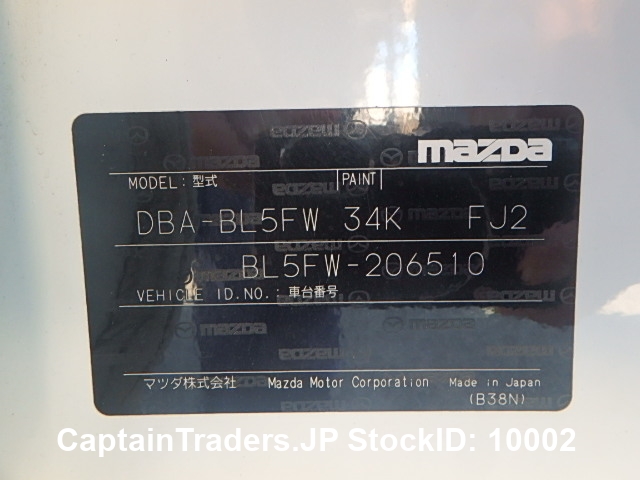 mazda
MODEL: 型式 PAINT
DBA-BL5FW 34K FJ2
BL5FW-206510
VEHICLE ID.NO.: 車台番号
マツダ株式会社 Mazda Motor Corporation Made in Japan
(B38N)
CaptainTraders.JP StockID: 10002